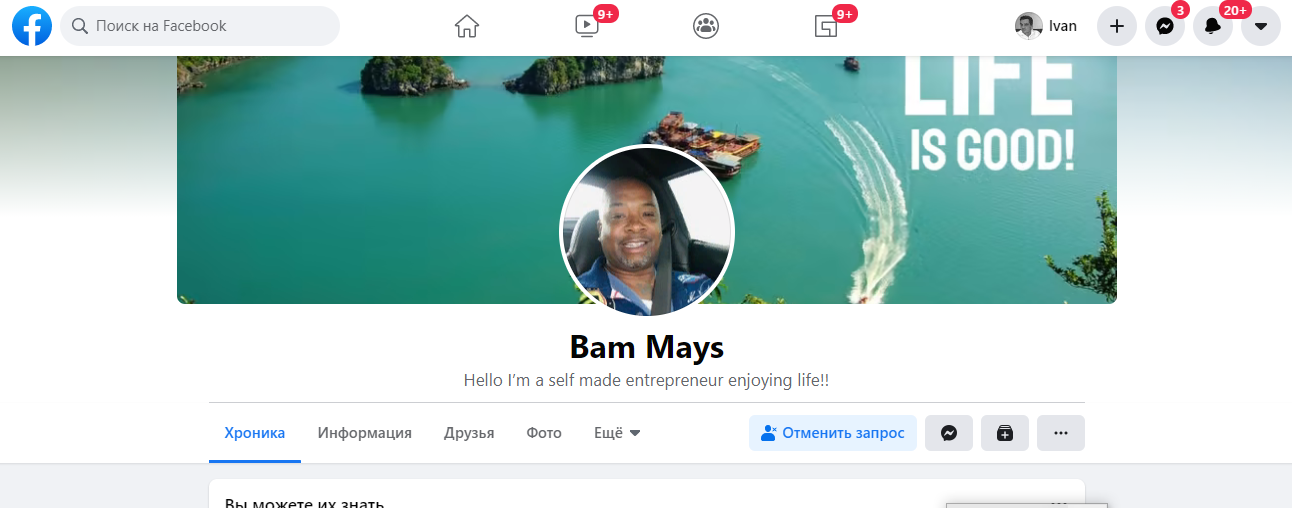 Поиск на Facebook
9+
9+
Ivan
3
20+
LIFE
IS GOOD!
Bam Mays
Hello I’m a self made entrepreneur enjoying life!!
Хроника Информация Друзья Фото Ещё Отменить запрос
Вы можете их знать